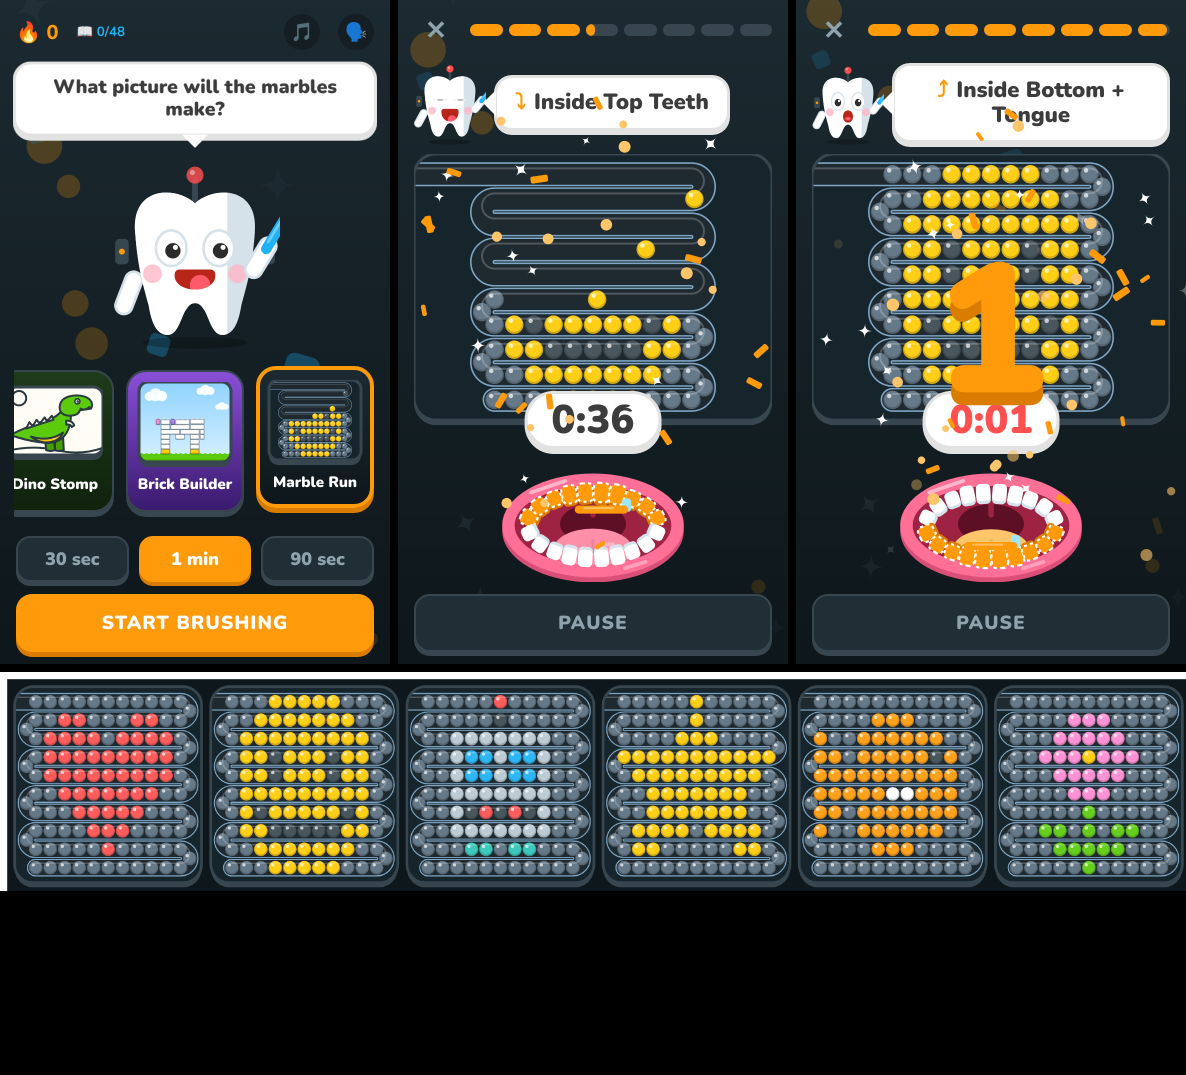 0
0/48
What picture will the marbles
make?
Dino Stomp
Brick Builder
Marble Run
30 sec
1 min
90 sec
START BRUSHING
Inside Top Teeth
0:36
PAUSE
Inside Bottom +
Tongue
1
0:01
PAUSE